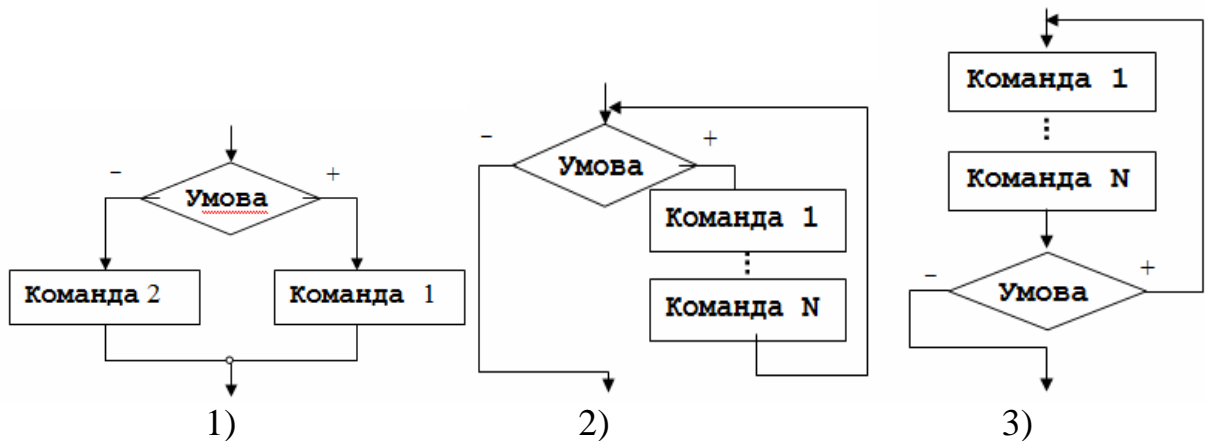 -
+
Умова
Команда 2
Команда 1
1)
-
+
Умова
Команда 1
⋮
Команда N
2)
Команда 1
⋮
Команда N
-
+
Умова
3)